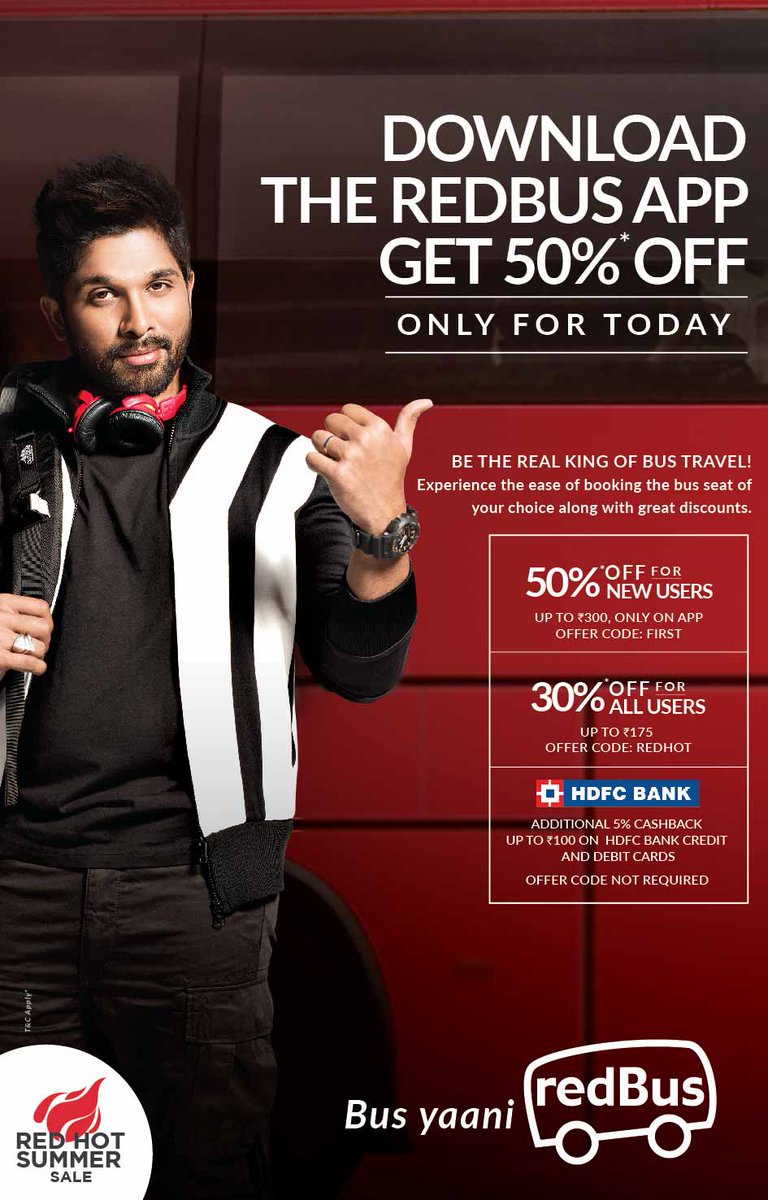 DOWNLOAD
THE REDBUS APP
GET 50%* OFF
ONLY FOR TODAY
BE THE REAL KING OF BUS TRAVEL!
Experience the ease of booking the bus seat of
your choice along with great discounts.
50%* OFF FOR
NEW USERS
UP TO ₹300, ONLY ON APP
OFFER CODE: FIRST
30%* OFF FOR
ALL USERS
UP TO ₹175
OFFER CODE: REDHOT
HDFC BANK
ADDITIONAL 5% CASHBACK
UP TO ₹100 ON HDFC BANK CREDIT
AND DEBIT CARDS
OFFER CODE NOT REQUIRED
T&C Apply*
RED HOT
SUMMER
SALE
Bus yaani
redBus